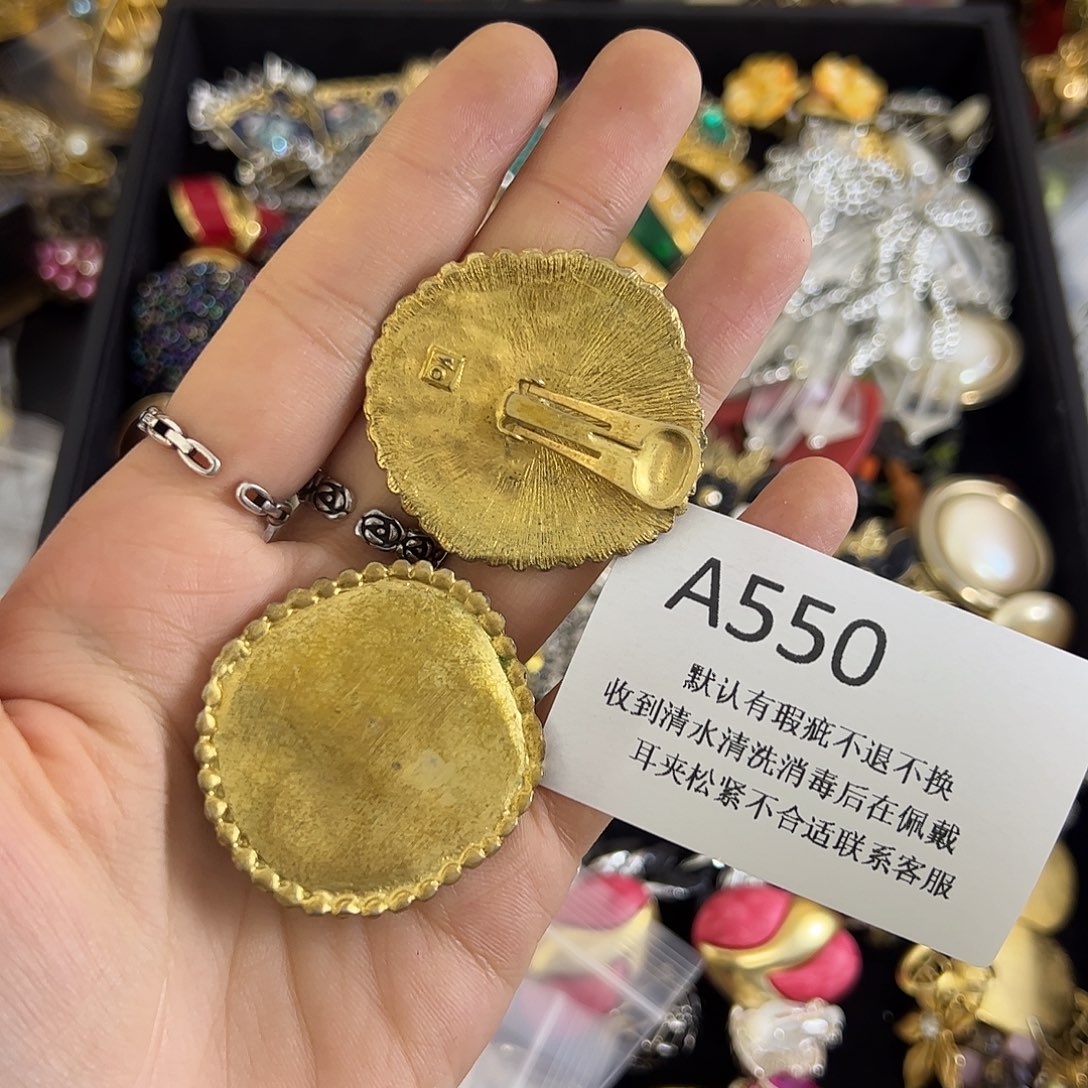 A550
默认有瑕疵不退不换
收到清水清洗消毒后在佩戴
耳夹松紧不合适联系客服